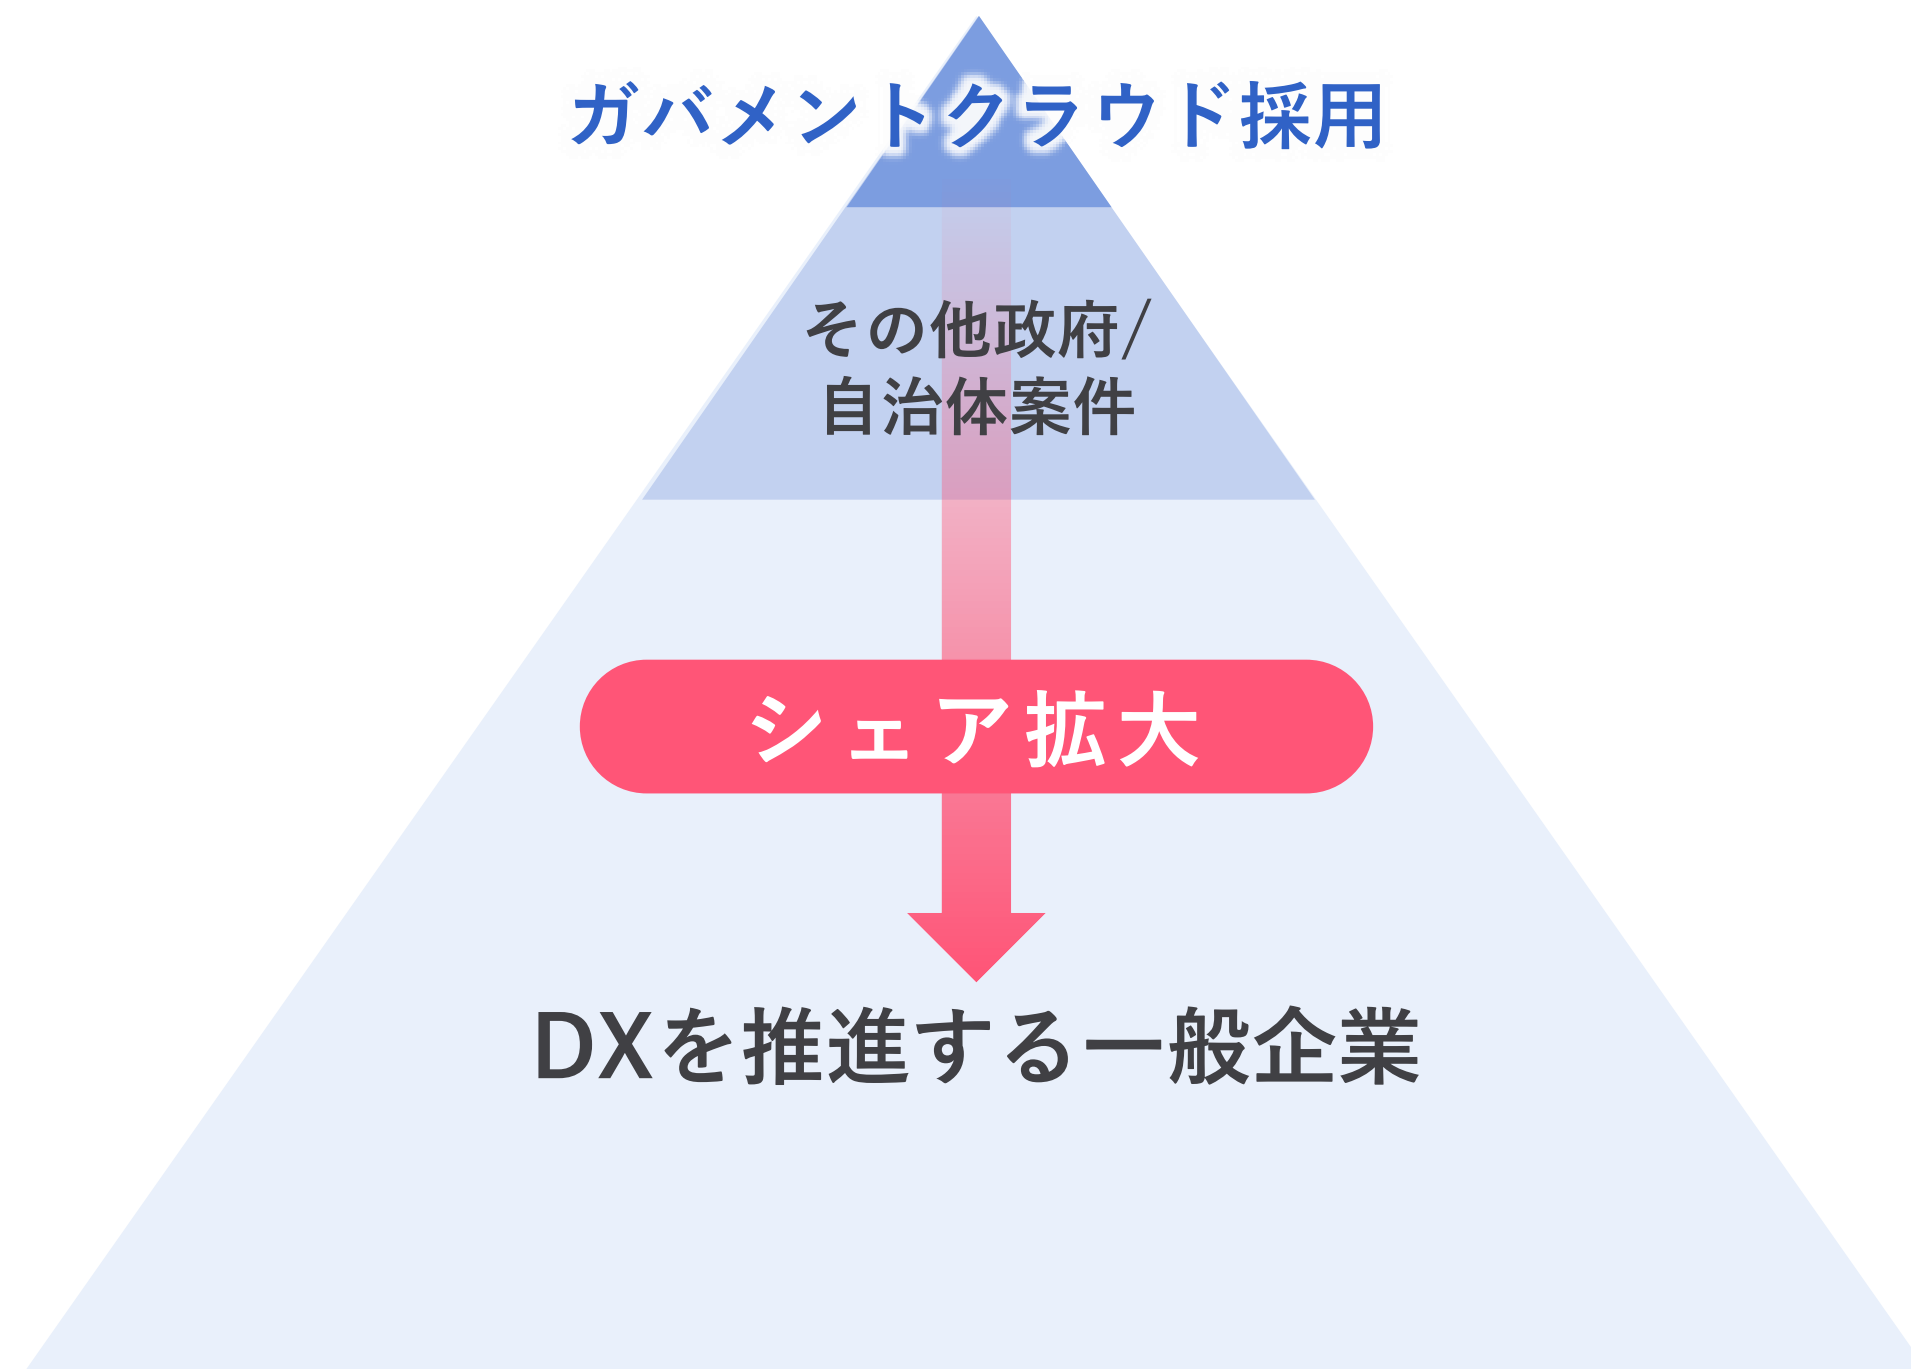 ガバメントクラウド採用
その他政府/
自治体案件
シェア拡大
DXを推進する一般企業